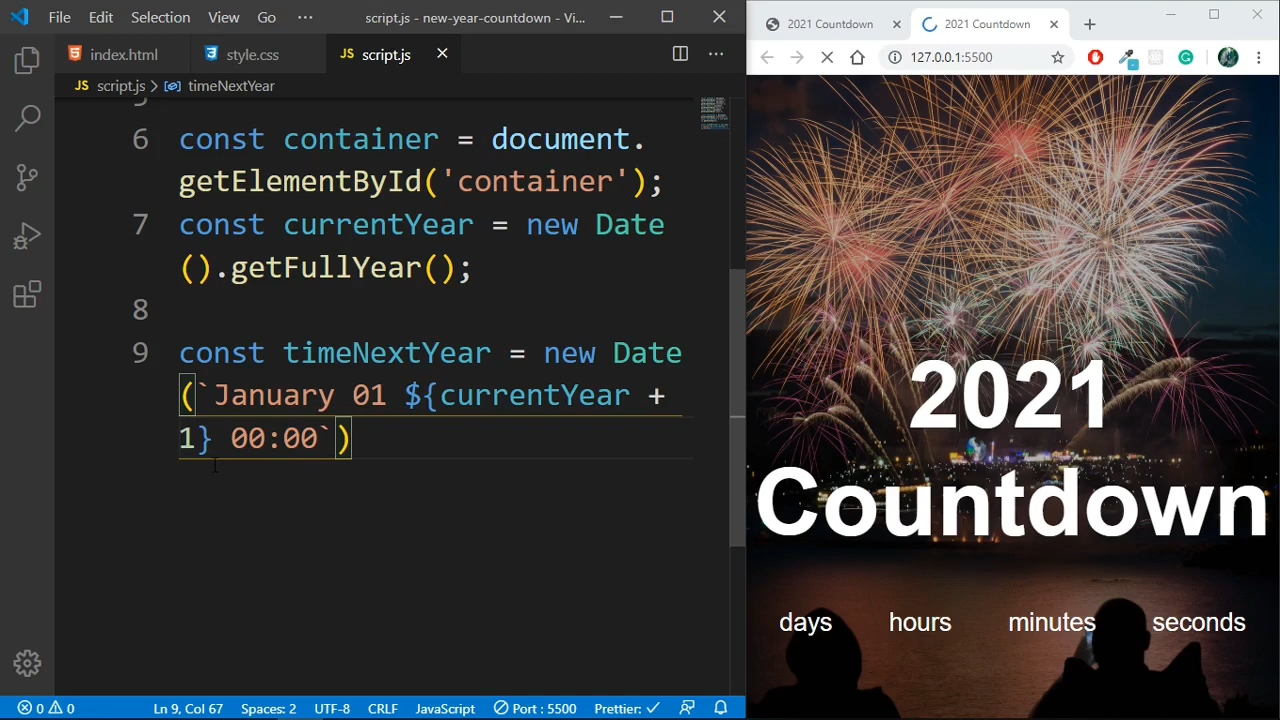 File Edit Selection View Go ··· script.js - new-year-countdown - Vi...
index.html style.css JS script.js
JS script.js > timeNextYear
5
6 const container = document.
getElementById('container');
7 const currentYear = new Date
().getFullYear();
8
9 const timeNextYear = new Date
(`January 01 ${currentYear +
1} 00:00`)
0 0 Ln 9, Col 67 Spaces: 2 UTF-8 CRLF JavaScript Port : 5500 Prettier:
2021 Countdown 2021 Countdown
127.0.0.1:5500
2021
Countdown
days hours minutes seconds